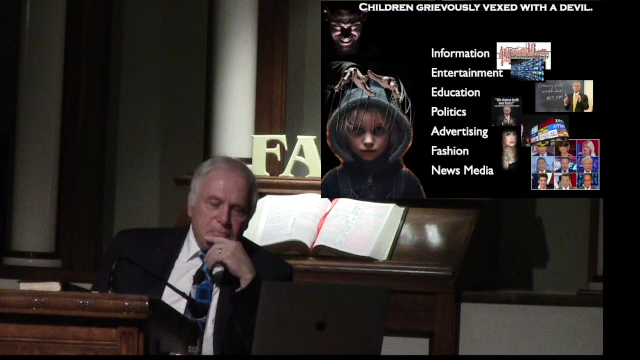 CHILDREN GRIEVOUSLY VEXED WITH A DEVIL.
Information
Entertainment
Education
Politics
Advertising
Fashion
News Media
FA